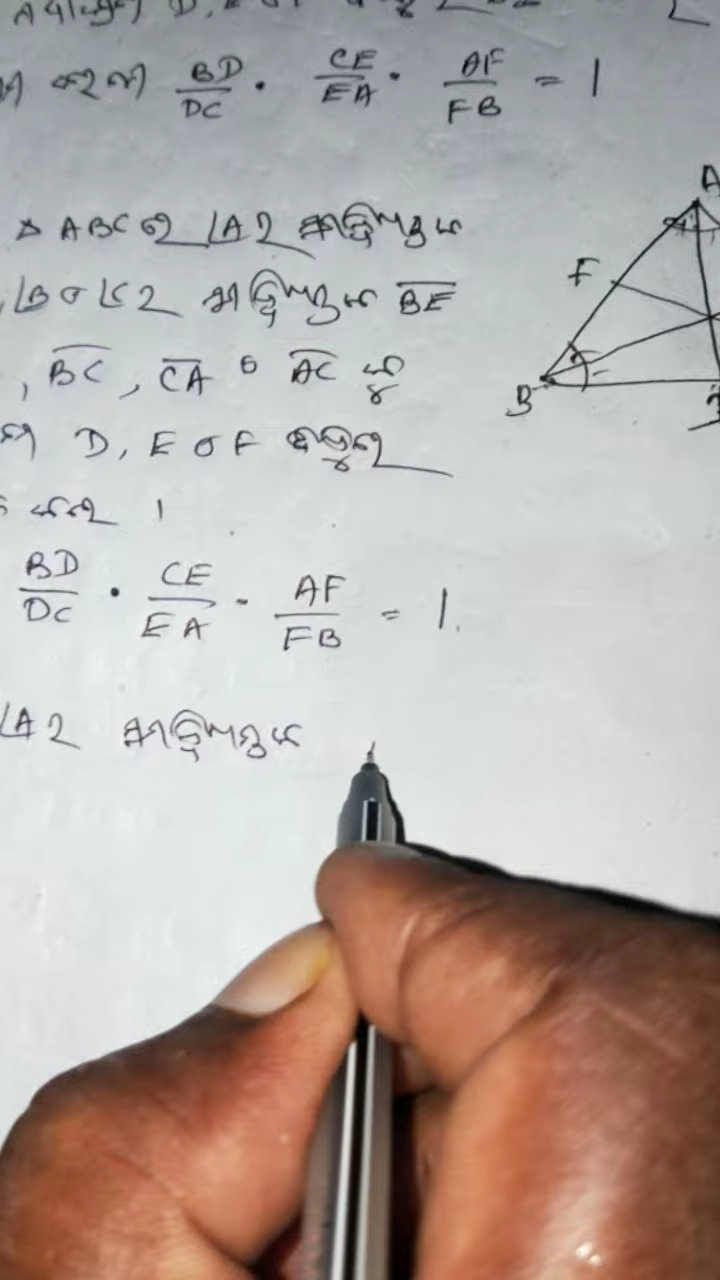 BD/DC · CE/EA · AF/FB = 1
A
△ ABC ରେ ∠A ର ସମଦ୍ୱିଖଣ୍ଡକ
∠B ଓ ∠C ର ସମଦ୍ୱିଖଣ୍ଡକ BE
F
, BC , CA ଓ AC କୁ
B
D, E ଓ F ବିନ୍ଦୁରେ
BD/DC · CE/EA · AF/FB = 1.
∠A ର ସମଦ୍ୱିଖଣ୍ଡକ